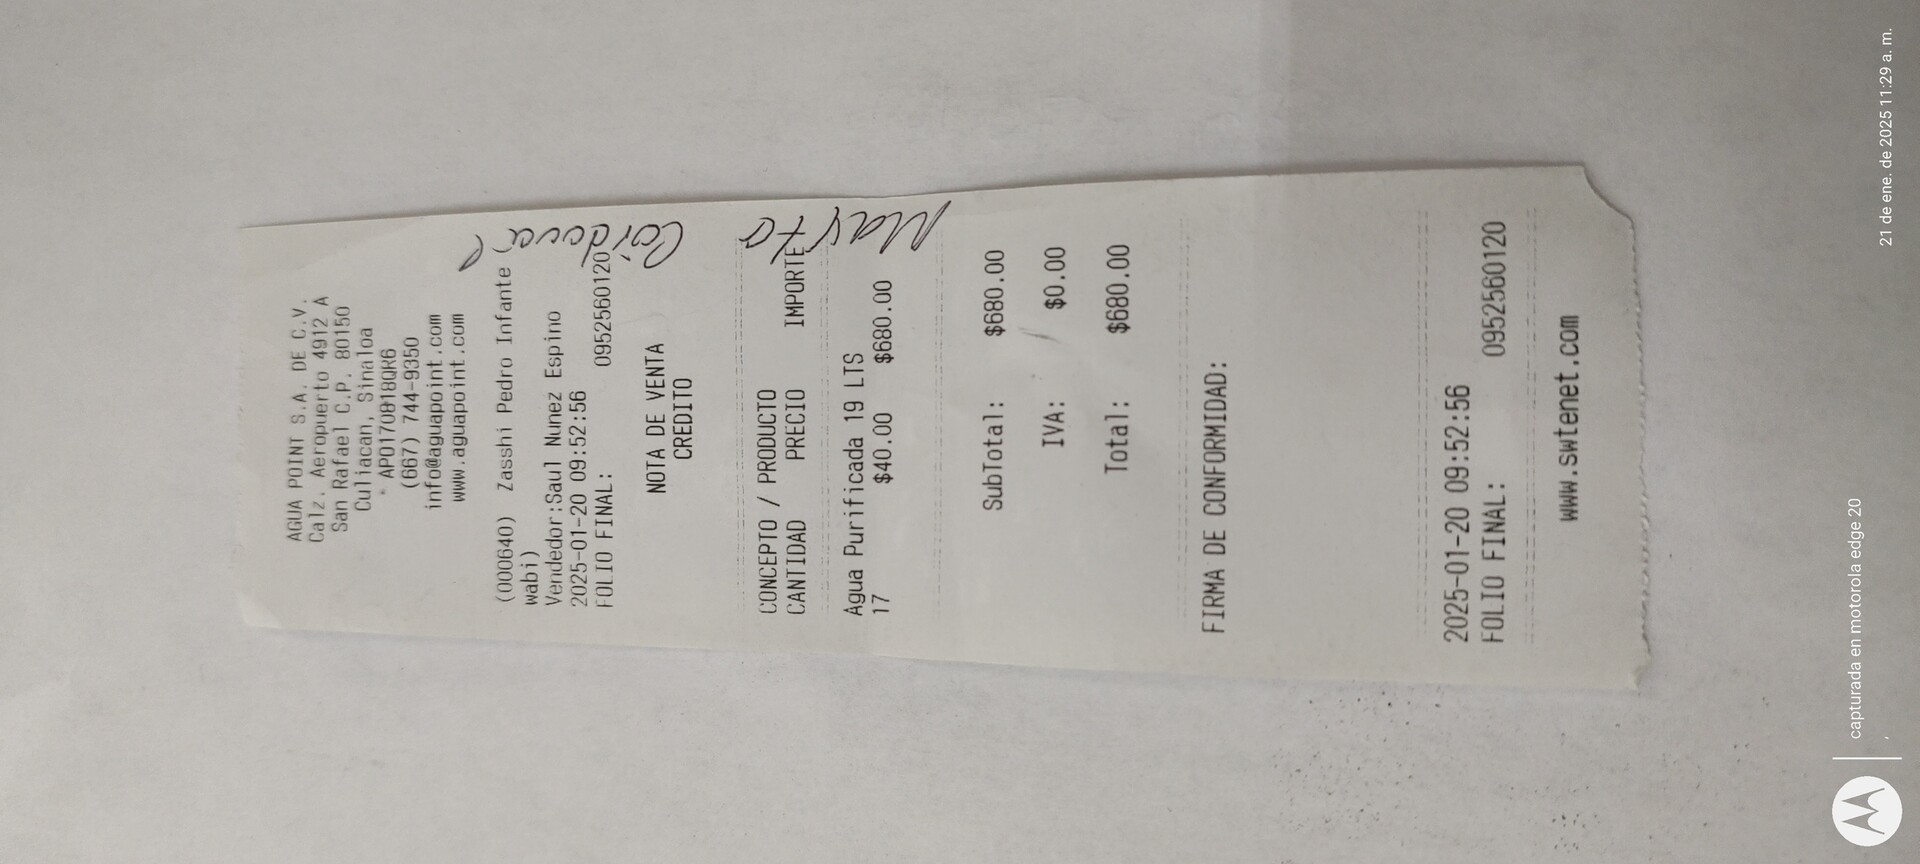 AGUA POINT S.A. DE C.V.
Calz. Aeropuerto 4912 A
San Rafael C.P. 80150
Culiacan, Sinaloa
AP0170818QR6
(667) 744-9350
info@aguapoint.com
www.aguapoint.com
(000640) Zasshi Pedro Infante (
wabi)
Vendedor:Saul Nunez Espino
2025-01-20 09:52:56
FOLIO FINAL: 0952560120
NOTA DE VENTA
CREDITO
CONCEPTO / PRODUCTO
CANTIDAD PRECIO IMPORTE
Agua Purificada 19 LTS
17 $40.00 $680.00
SubTotal: $680.00
IVA: $0.00
Total: $680.00
FIRMA DE CONFORMIDAD:
2025-01-20 09:52:56
FOLIO FINAL: 0952560120
www.swtenet.com
Córdova
capturada en motorola edge 20
21 de ene. de 2025 11:29 a. m.